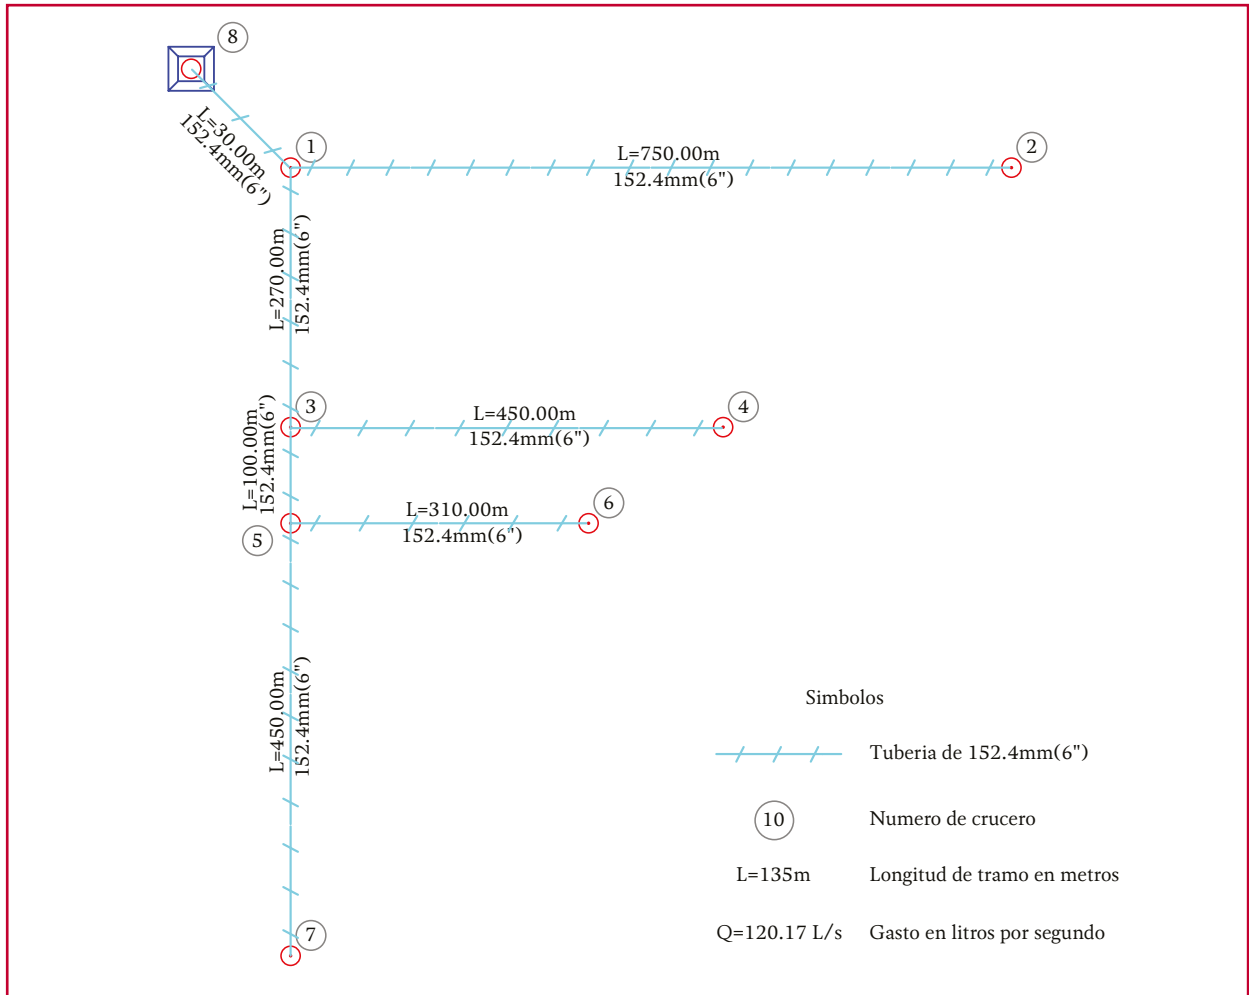 8
L=30.00m
152.4mm(6")
1
L=750.00m
152.4mm(6")
2
L=270.00m
152.4mm(6")
3
L=450.00m
152.4mm(6")
4
L=100.00m
152.4mm(6")
5
L=310.00m
152.4mm(6")
6
L=450.00m
152.4mm(6")
7
Simbolos
Tuberia de 152.4mm(6")
10 Numero de crucero
L=135m Longitud de tramo en metros
Q=120.17 L/s Gasto en litros por segundo